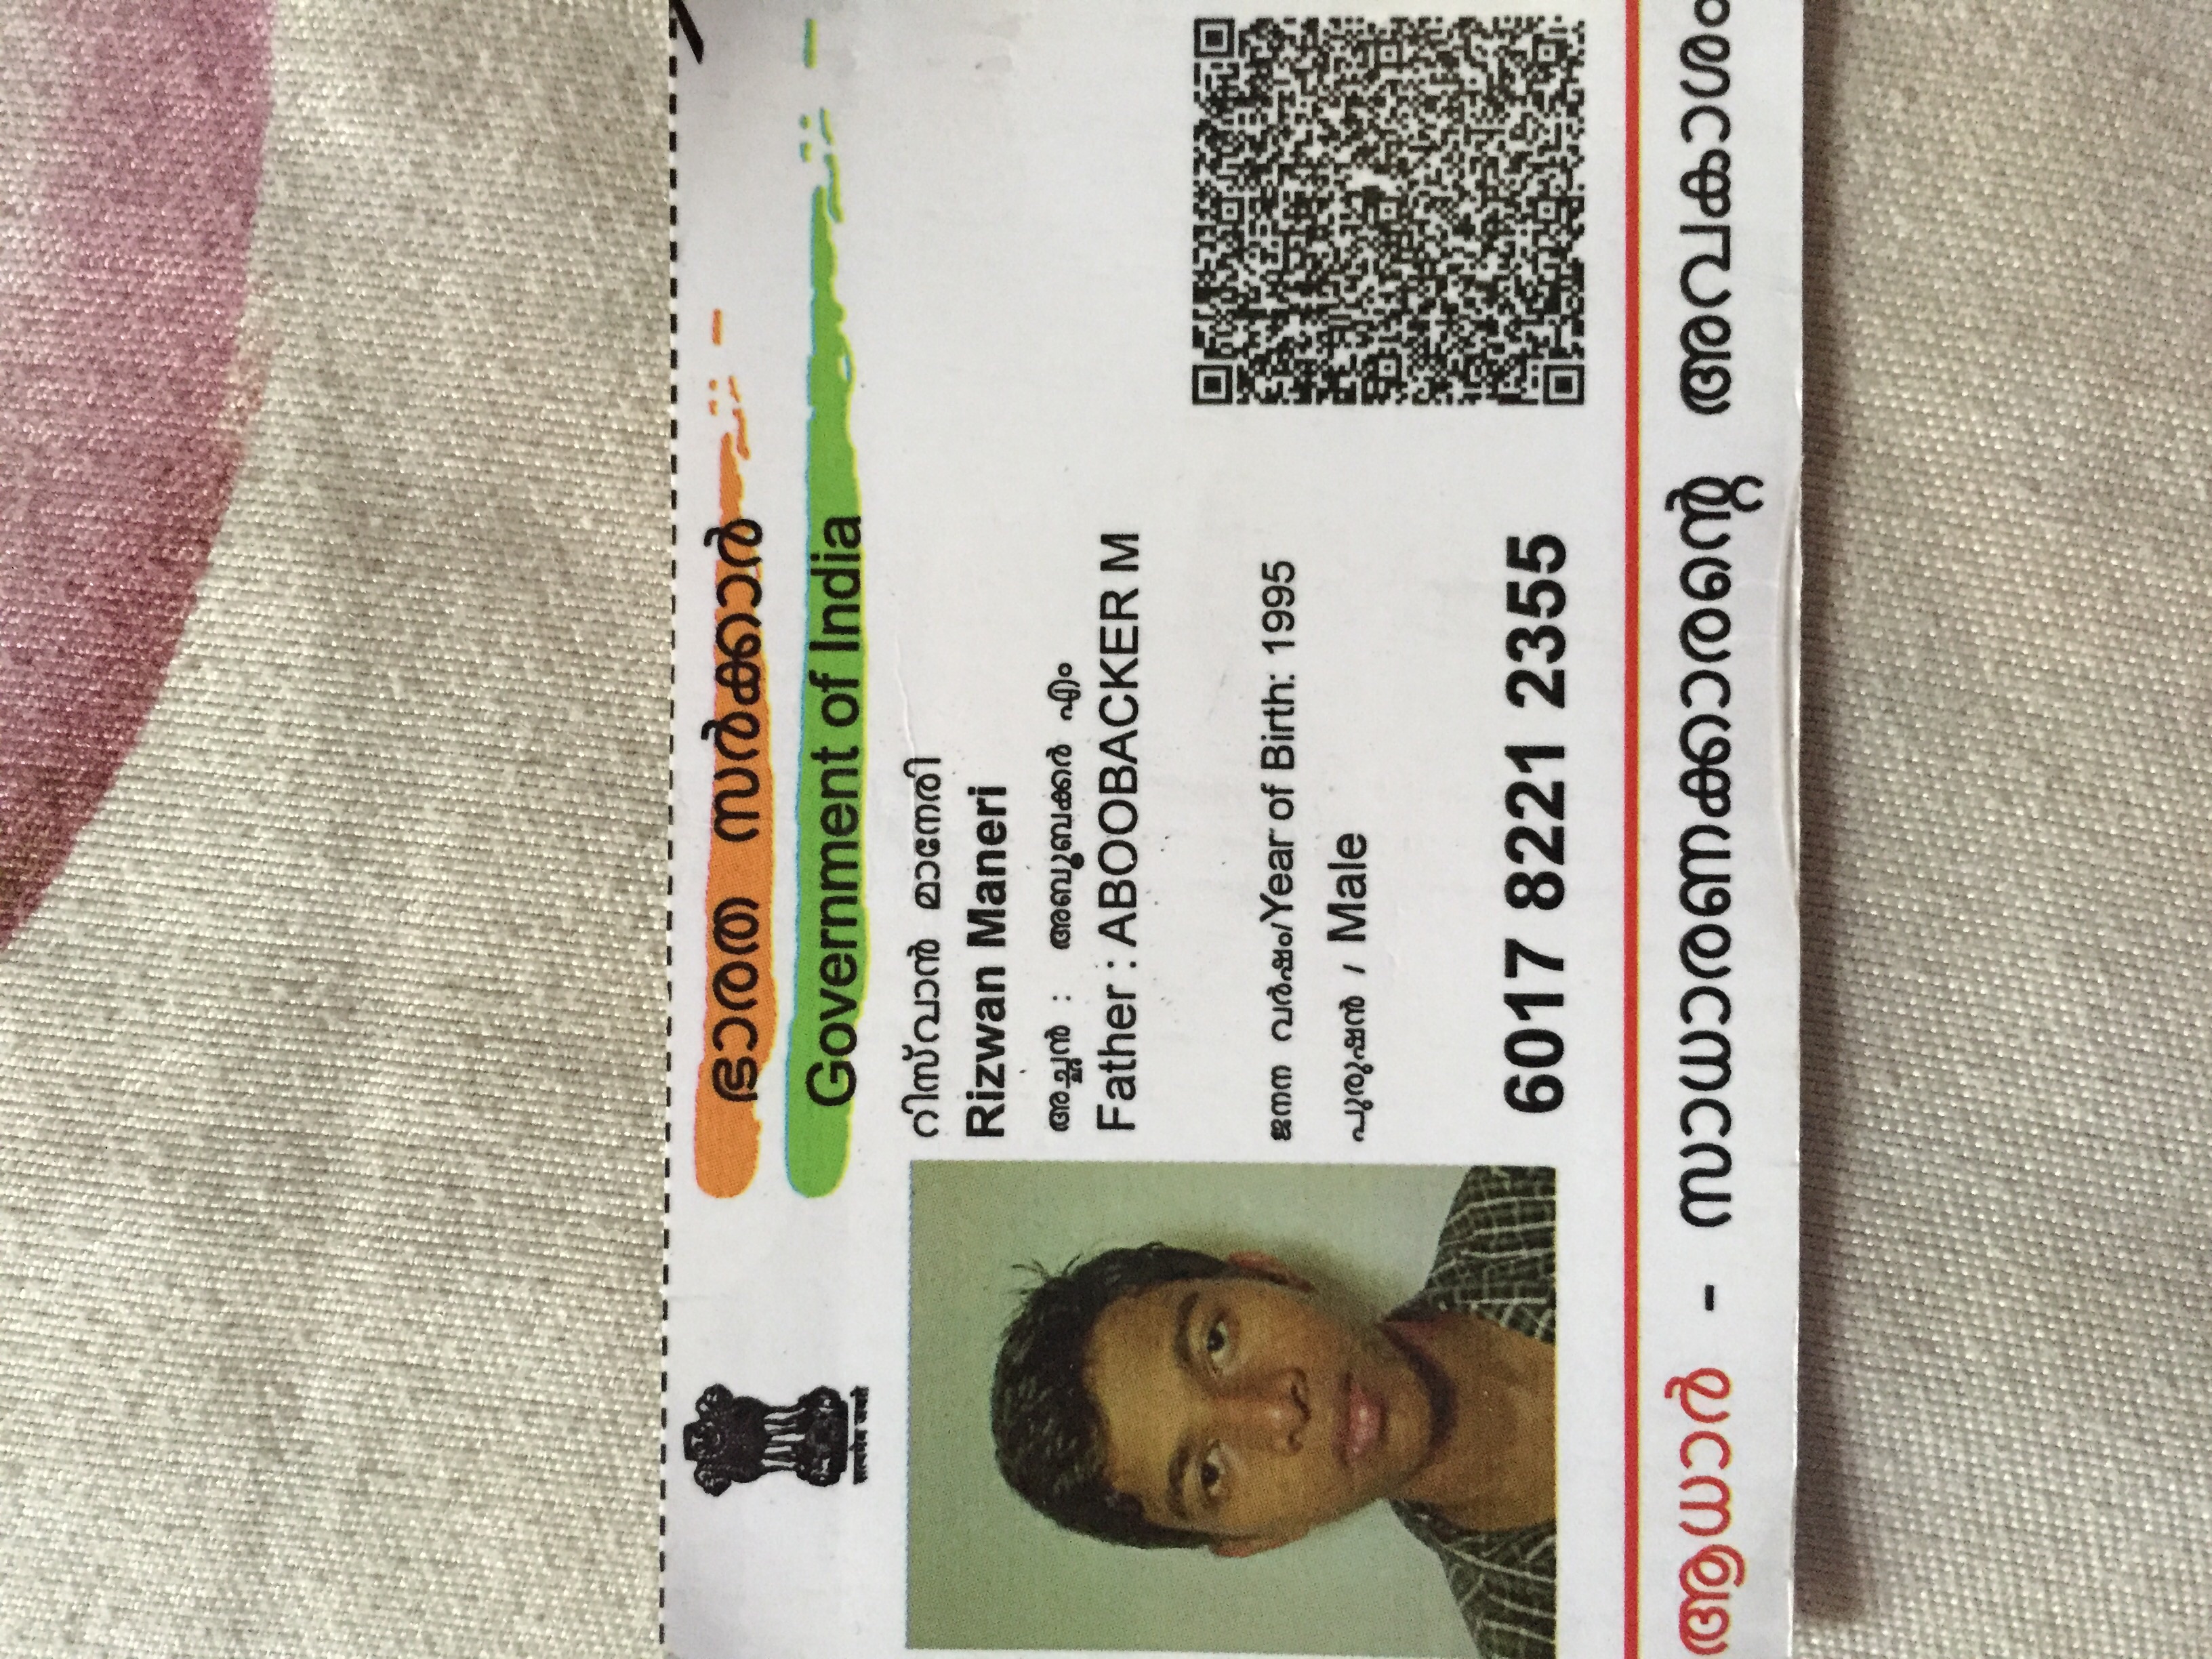 ഭാരത സർക്കാർ
Government of India
सत्यमेव जयते
റിസ്‌വാൻ മാനേരി
Rizwan Maneri
അച്ഛൻ : അബൂബക്കർ എം
Father : ABOOBACKER M
ജനന വർഷം/Year of Birth: 1995
പുരുഷൻ / Male
6017 8221 2355
ആധാർ - സാധാരണക്കാരന്റെ അവകാശം